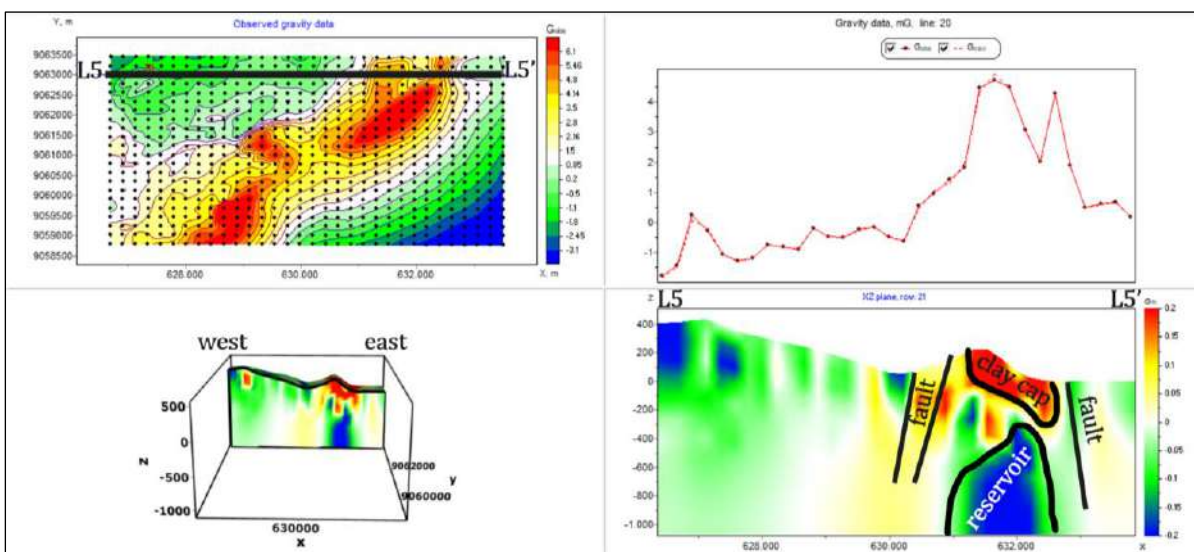 Y, m
Observed gravity data
Gobs
L5
L5'
9063500
9063000
9062500
9062000
9061500
9061000
9060500
9060000
9059500
9059000
9058500
628.000
630.000
632.000
X, m
6.1
5.46
4.8
4.14
3.5
2.16
1.5
0.85
-0.5
-1.1
-1.8
-2.45
-3.1
Gravity data, mG, line: 20
4
3
2
1
0
-1
west
east
500
0
-500
-1000
z
630000
x
9062000
9060000
y
L5
XZ plane, row: 21
L5'
z
400
200
0
-200
-400
-600
-800
-1 000
628.000
630.000
632.000
x
fault
clay cap
fault
reservoir
0.2
0.2
0.15
0.1
0.05
0
-0.05
-0.1
-0.15
-0.2